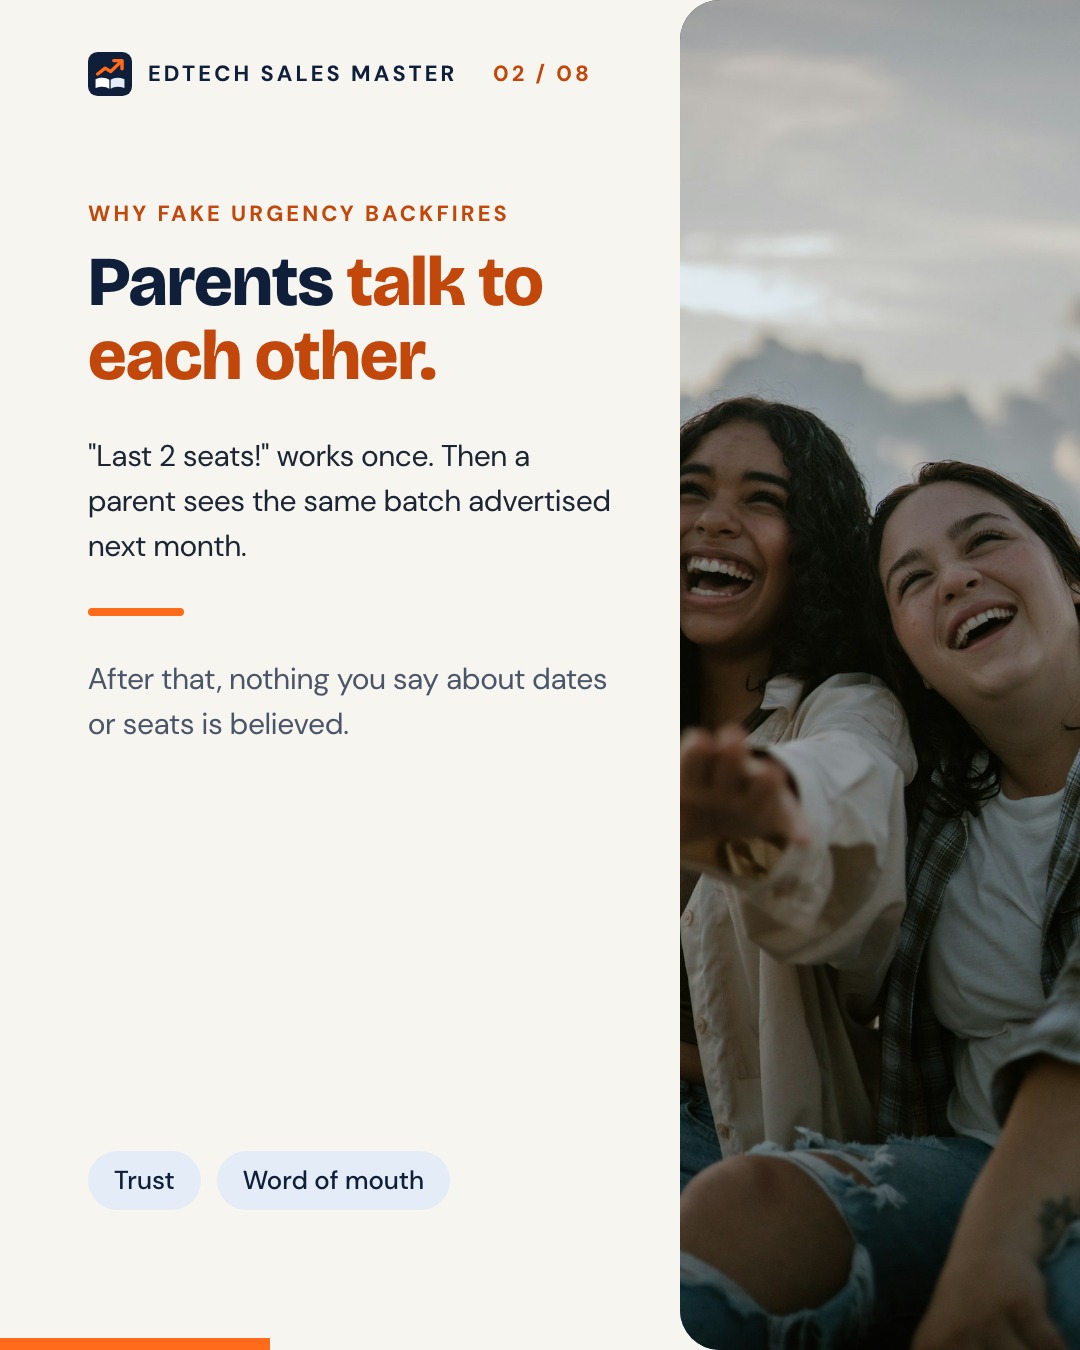 EDTECH SALES MASTER 02 / 08
WHY FAKE URGENCY BACKFIRES
Parents talk to
each other.
"Last 2 seats!" works once. Then a
parent sees the same batch advertised
next month.
After that, nothing you say about dates
or seats is believed.
Trust
Word of mouth